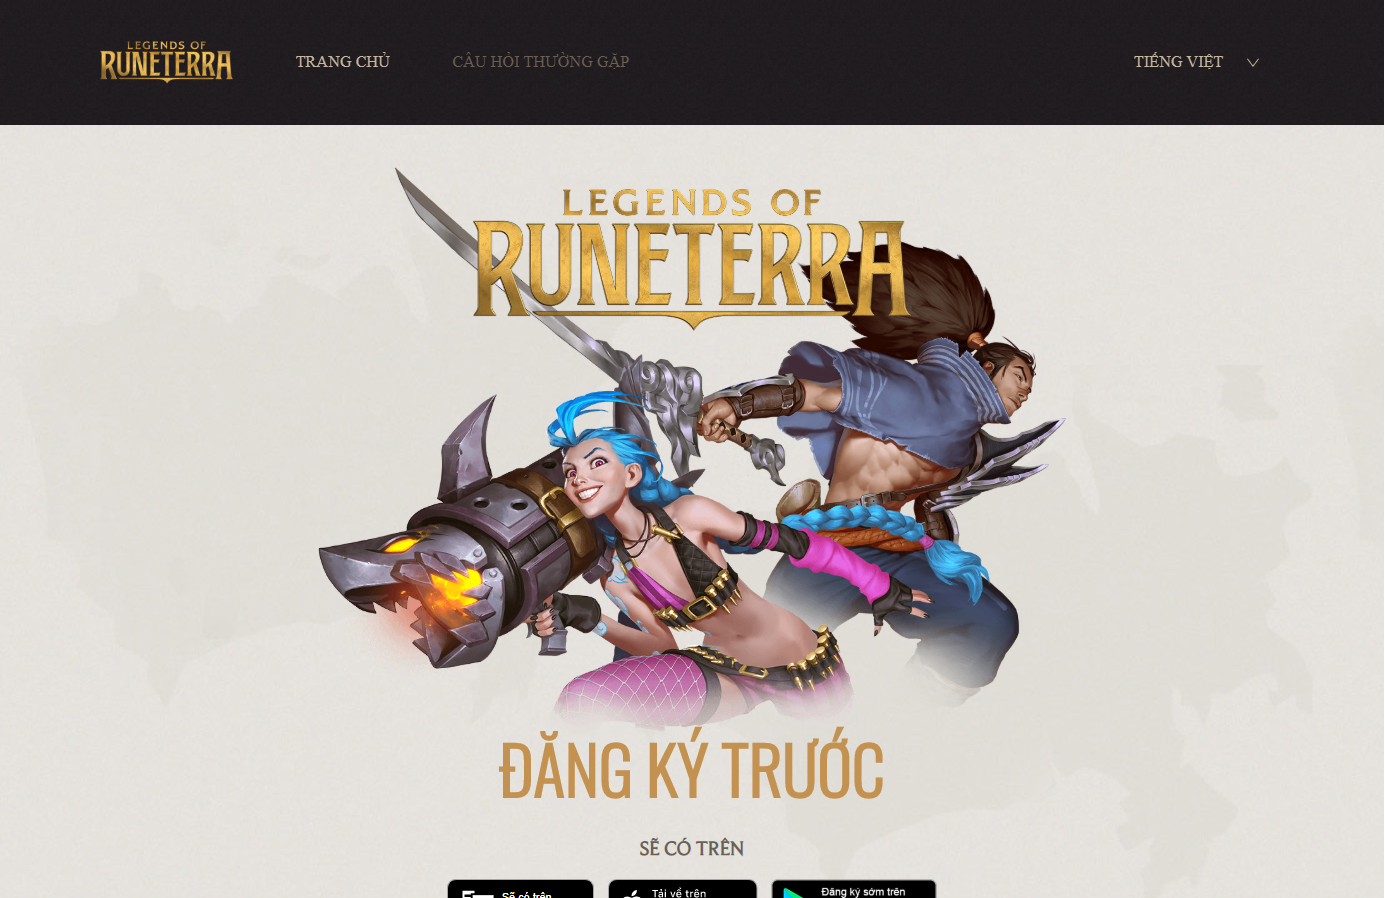 LEGENDS OF
RUNETERRA
TRANG CHỦ
CÂU HỎI THƯỜNG GẶP
TIẾNG VIỆT
LEGENDS OF
RUNETERRA
ĐĂNG KÝ TRƯỚC
SẼ CÓ TRÊN
Sẽ có trên
Tải về trên
Đăng ký sớm trên